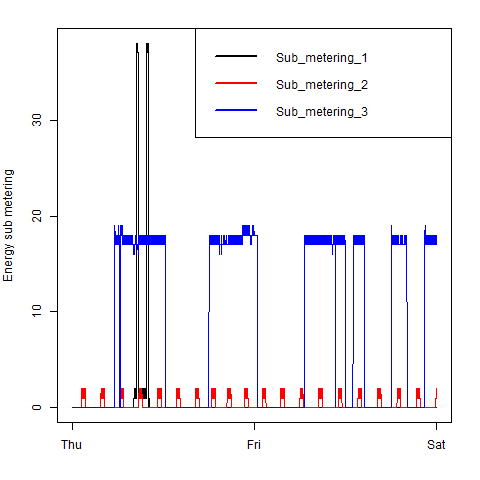 Sub_metering_1
Sub_metering_2
Sub_metering_3
Energy sub metering
30
20
10
0
Thu Fri Sat